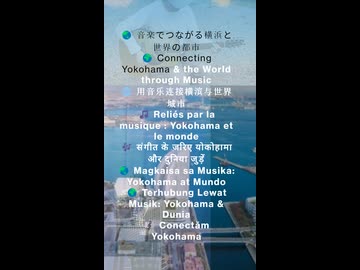 🌍 音楽でつながる横浜と
世界の都市
🌍 Connecting
Yokohama & the World
through Music
🌐 用音乐连接横滨与世界
城市
🎵 Reliés par la
musique : Yokohama et
le monde
🎶 संगीत के जरिए योकोहामा
और दुनिया जुड़ें
🌏 Magkaisa sa Musika:
Yokohama at Mundo
🌍 Terhubung Lewat
Musik: Yokohama &
Dunia
🎼 Conectăm
Yokohama